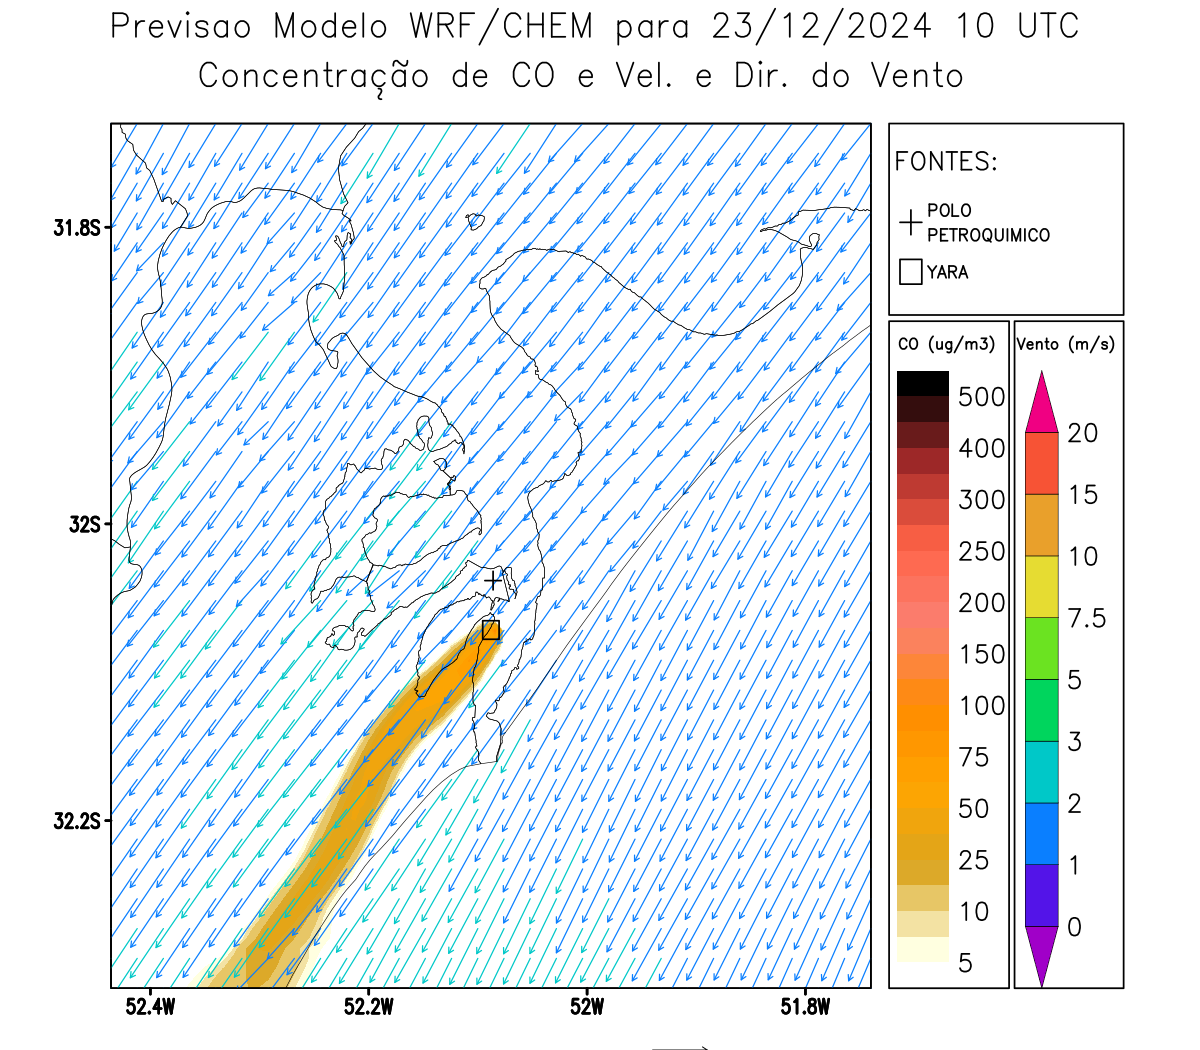 Previsao Modelo WRF/CHEM para 23/12/2024 10 UTC
Concentração de CO e Vel. e Dir. do Vento
FONTES:
POLO
PETROQUIMICO
YARA
CO (ug/m3)
500
400
300
250
200
150
100
75
50
25
10
5
Vento (m/s)
20
15
10
7.5
5
3
2
1
0
31.8S
32S
32.2S
52.4W
52.2W
52W
51.8W